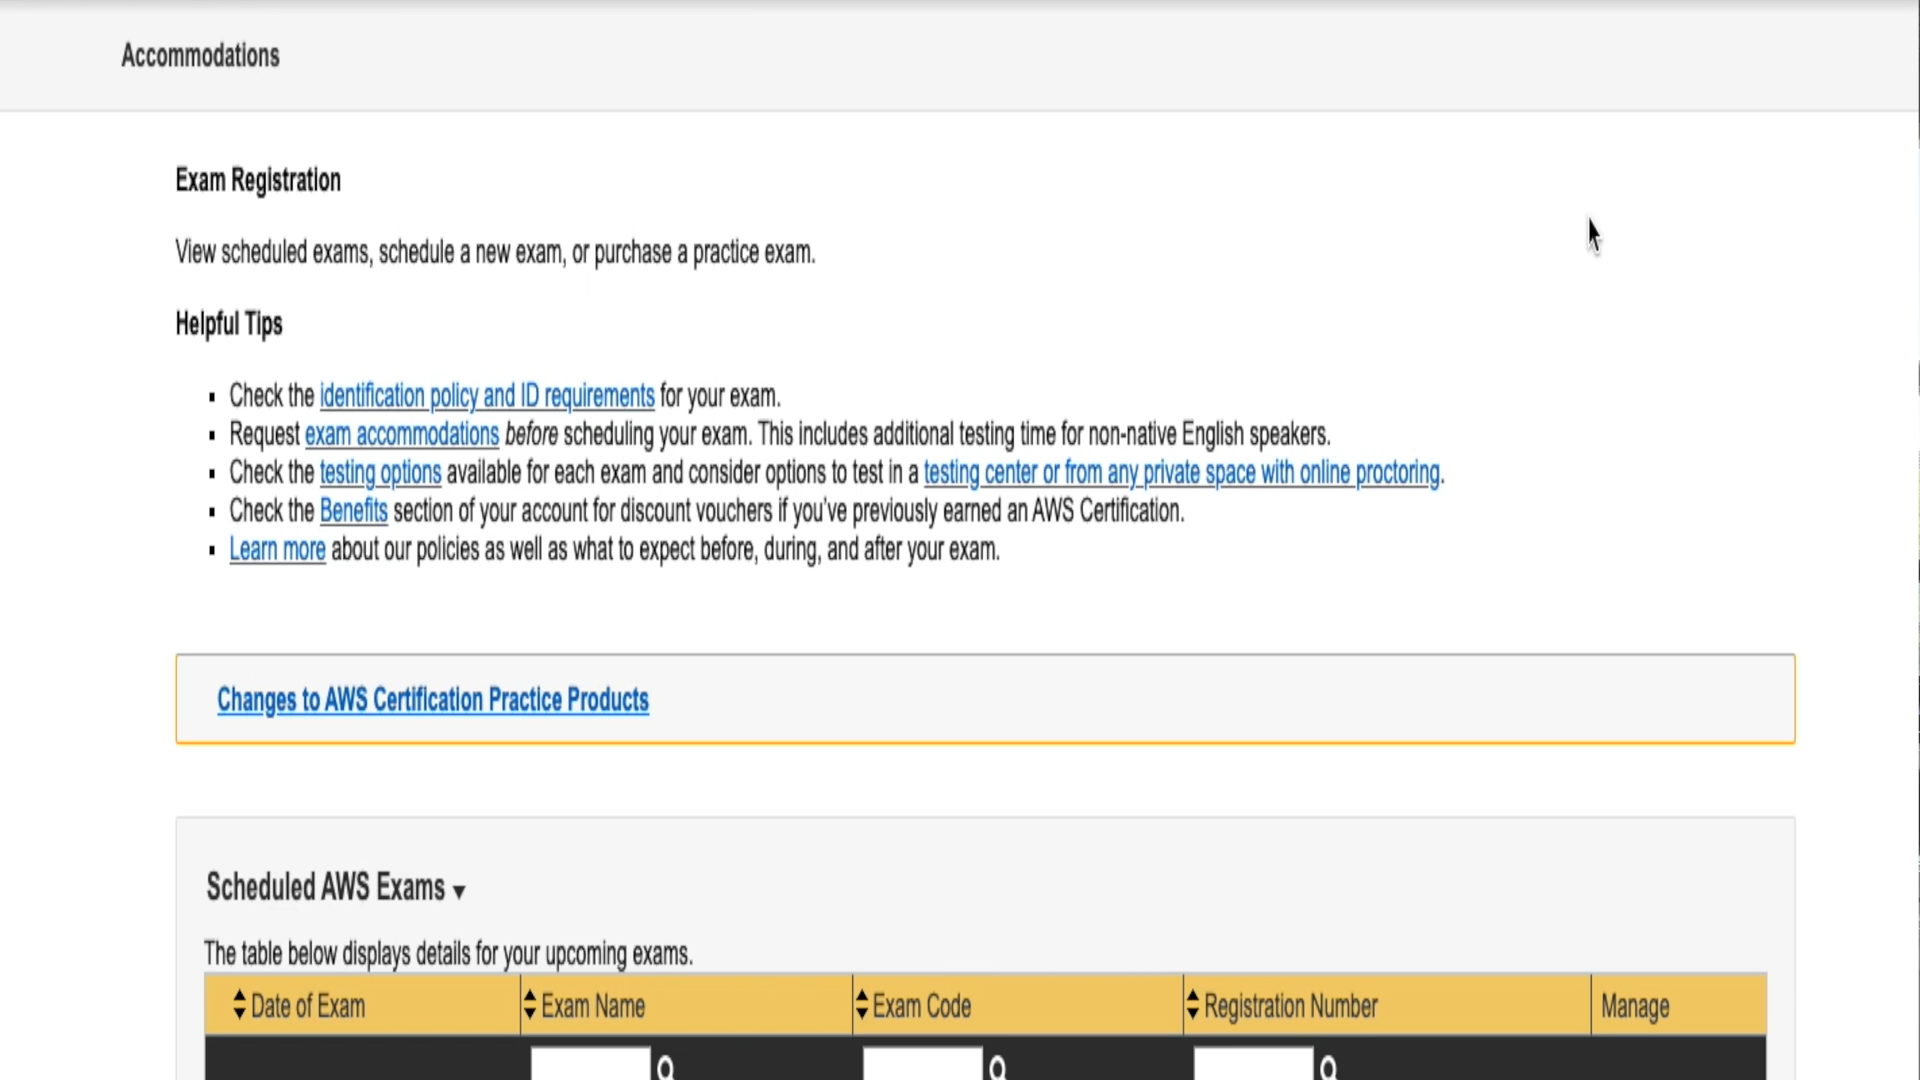 Accommodations
Exam Registration
View scheduled exams, schedule a new exam, or purchase a practice exam.
Helpful Tips
Check the identification policy and ID requirements for your exam.
Request exam accommodations before scheduling your exam. This includes additional testing time for non-native English speakers.
Check the testing options available for each exam and consider options to test in a testing center or from any private space with online proctoring.
Check the Benefits section of your account for discount vouchers if you've previously earned an AWS Certification.
Learn more about our policies as well as what to expect before, during, and after your exam.
Changes to AWS Certification Practice Products
Scheduled AWS Exams
The table below displays details for your upcoming exams.
Date of Exam Exam Name Exam Code Registration Number Manage